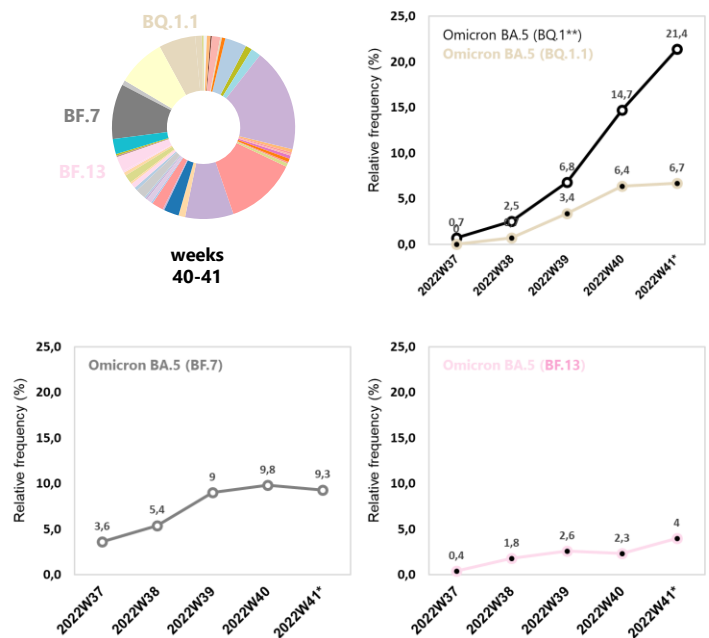 BQ.1.1
BF.7
BF.13
weeks
40-41
Relative frequency (%)
25,0
20,0
15,0
10,0
5,0
0,0
Omicron BA.5 (BQ.1**)
Omicron BA.5 (BQ.1.1)
0,7
2,5
6,8
14,7
21,4
0
3,4
6,4
6,7
2022W37
2022W38
2022W39
2022W40
2022W41*
Relative frequency (%)
25,0
20,0
15,0
10,0
5,0
0,0
Omicron BA.5 (BF.7)
3,6
5,4
9
9,8
9,3
2022W37
2022W38
2022W39
2022W40
2022W41*
Relative frequency (%)
25,0
20,0
15,0
10,0
5,0
0,0
Omicron BA.5 (BF.13)
0,4
1,8
2,6
2,3
4
2022W37
2022W38
2022W39
2022W40
2022W41*